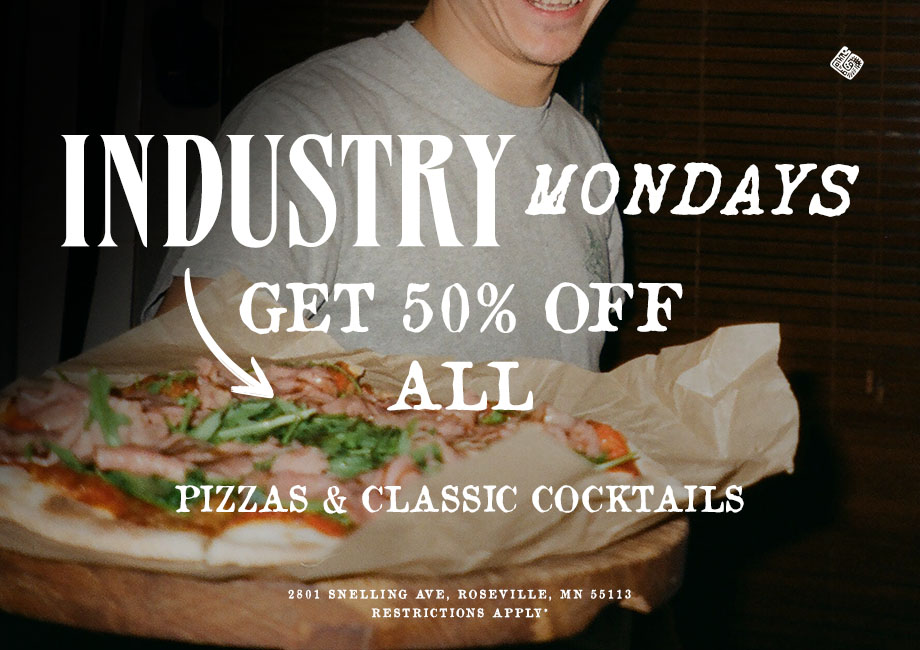 INDUSTRY MONDAYS
GET 50% OFF
ALL
PIZZAS & CLASSIC COCKTAILS
2801 SNELLING AVE, ROSEVILLE, MN 55113
RESTRICTIONS APPLY*